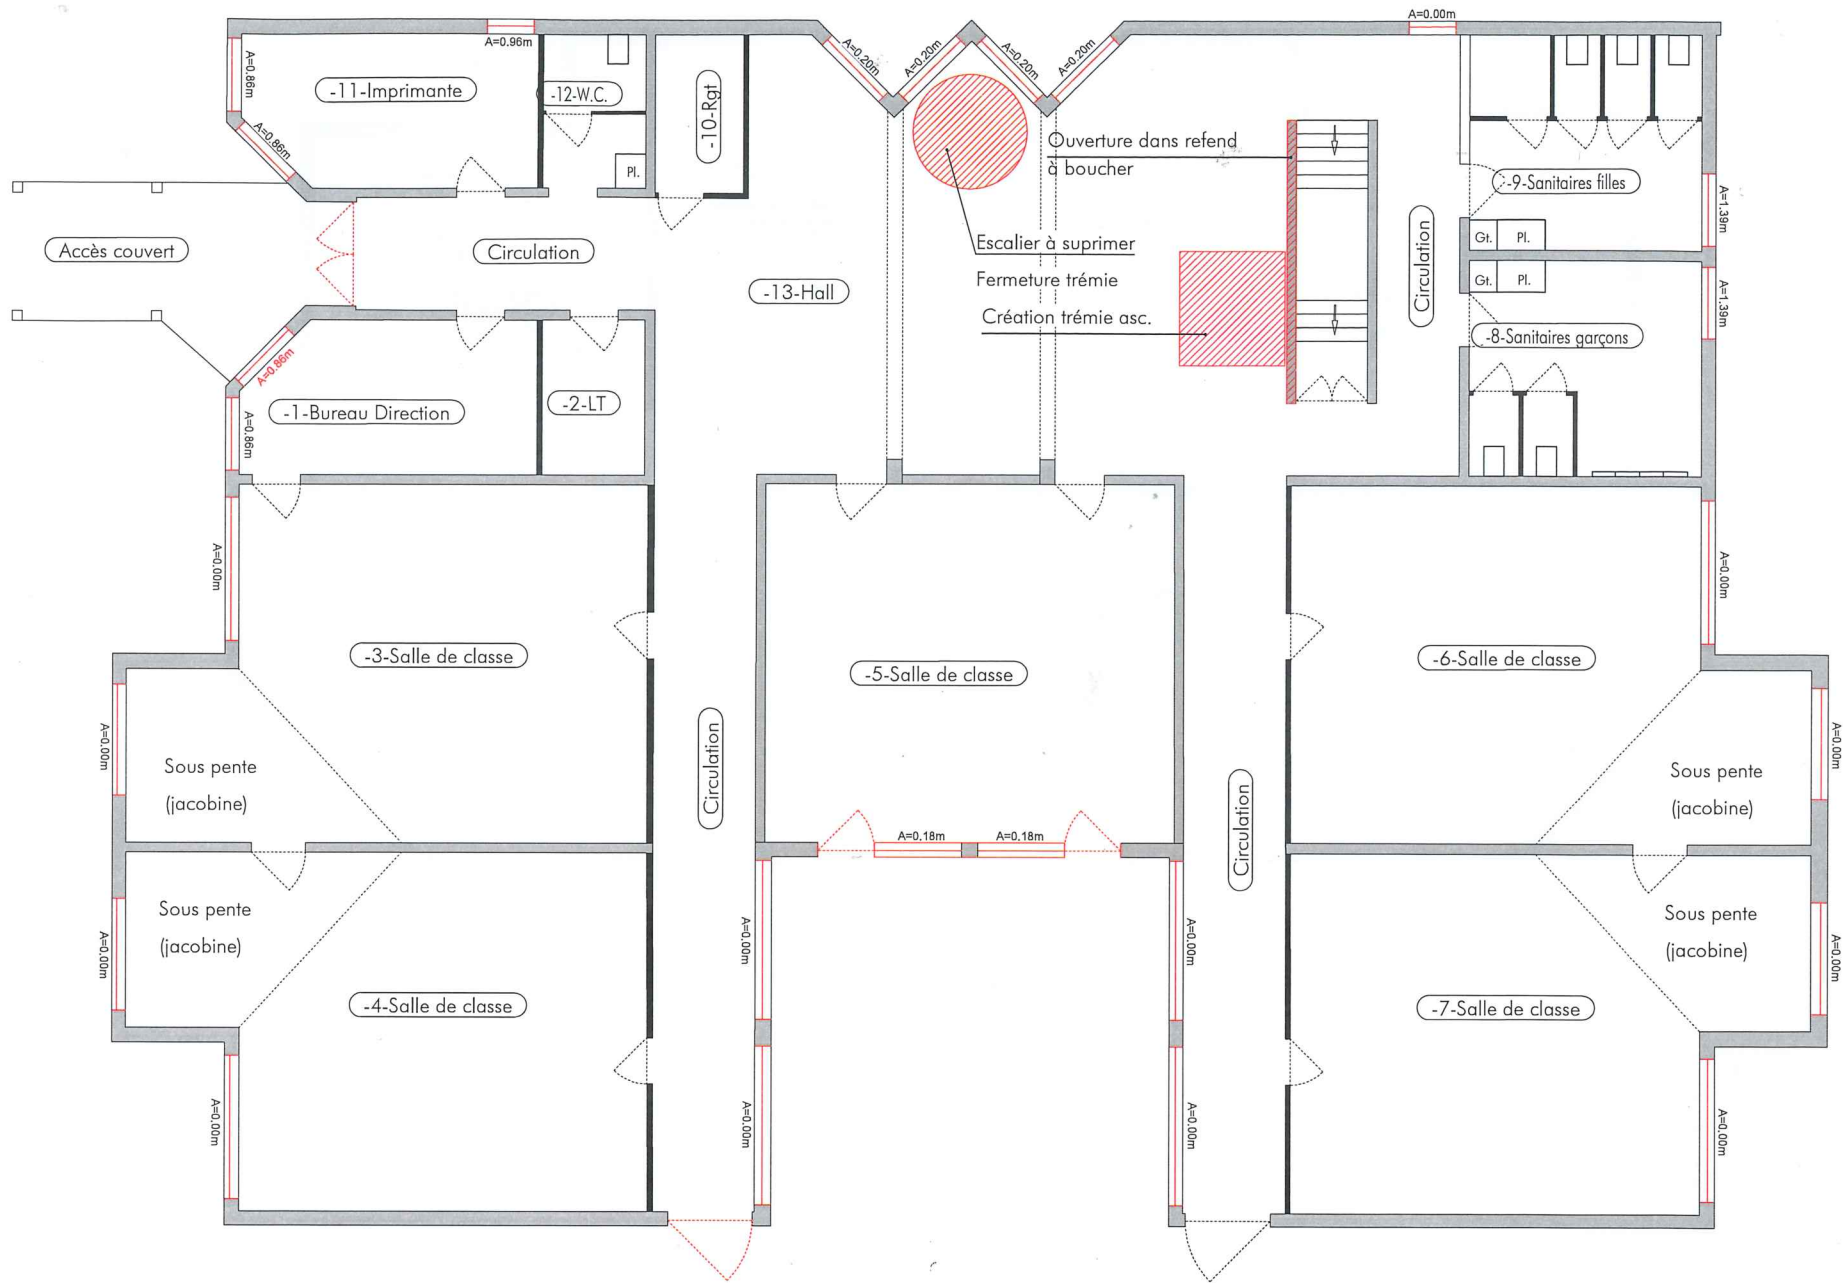 A=0.00m
A=0.96m
A=0.86m
A=0.20m
A=0.20m
A=0.20m
A=0.20m
-11-Imprimante
-12-W.C.
-10-Rgt
A=0.86m
Ouverture dans refend
à boucher
Pl.
-9-Sanitaires filles
A=1.39m
Accès couvert
Circulation
Escalier à suprimer
Circulation
Gt.
Pl.
-13-Hall
Fermeture trémie
Gt.
Pl.
A=1.39m
Création trémie asc.
-8-Sanitaires garçons
A=0.86m
-1-Bureau Direction
-2-LT
A=0.86m
A=0.00m
A=0.00m
-3-Salle de classe
-5-Salle de classe
-6-Salle de classe
A=0.00m
A=0.00m
Sous pente
(jacobine)
Circulation
Sous pente
(jacobine)
A=0.18m
A=0.18m
Circulation
Sous pente
(jacobine)
A=0.00m
A=0.00m
A=0.00m
Sous pente
(jacobine)
A=0.00m
-4-Salle de classe
-7-Salle de classe
A=0.00m
A=0.00m
A=0.00m
A=0.00m